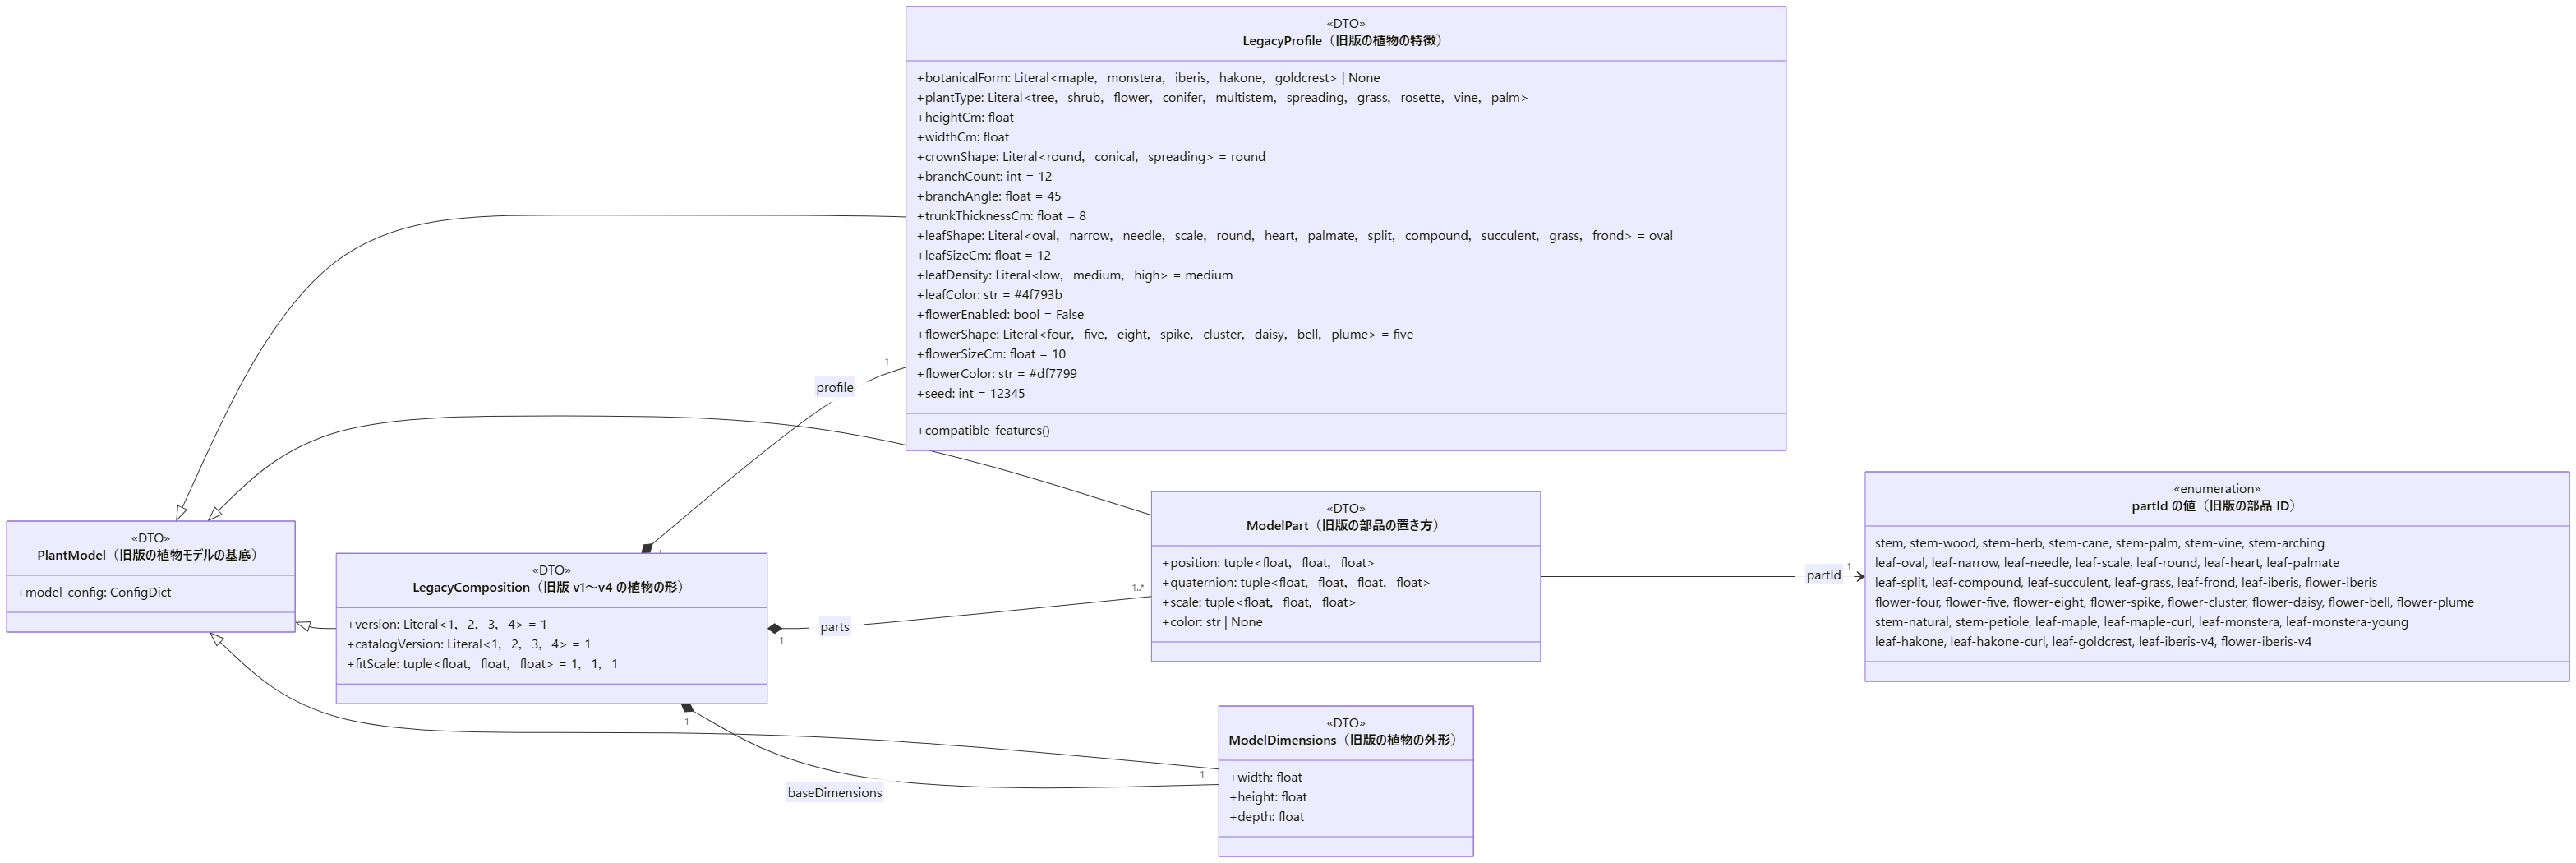 «DTO»
LegacyProfile（旧版の植物の特徴）
+botanicalForm: Literal<maple， monstera， iberis， hakone， goldcrest> | None
+plantType: Literal<tree， shrub， flower， conifer， multistem， spreading， grass， rosette， vine， palm>
+heightCm: float
+widthCm: float
+crownShape: Literal<round， conical， spreading> = round
+branchCount: int = 12
+branchAngle: float = 45
+trunkThicknessCm: float = 8
+leafShape: Literal<oval， narrow， needle， scale， round， heart， palmate， split， compound， succulent， grass， frond> = oval
+leafSizeCm: float = 12
+leafDensity: Literal<low， medium， high> = medium
+leafColor: str = #4f793b
+flowerEnabled: bool = False
+flowerShape: Literal<four， five， eight， spike， cluster， daisy， bell， plume> = five
+flowerSizeCm: float = 10
+flowerColor: str = #df7799
+seed: int = 12345
+compatible_features()
1
profile
1
«DTO»
PlantModel（旧版の植物モデルの基底）
+model_config: ConfigDict
«DTO»
LegacyComposition（旧版 v1～v4 の植物の形）
+version: Literal<1， 2， 3， 4> = 1
+catalogVersion: Literal<1， 2， 3， 4> = 1
+fitScale: tuple<float， float， float> = 1， 1， 1
1
parts
1..*
«DTO»
ModelPart（旧版の部品の置き方）
+position: tuple<float， float， float>
+quaternion: tuple<float， float， float， float>
+scale: tuple<float， float， float>
+color: str | None
partId
1
«enumeration»
partId の値（旧版の部品 ID）
stem, stem-wood, stem-herb, stem-cane, stem-palm, stem-vine, stem-arching
leaf-oval, leaf-narrow, leaf-needle, leaf-scale, leaf-round, leaf-heart, leaf-palmate
leaf-split, leaf-compound, leaf-succulent, leaf-grass, leaf-frond, leaf-iberis, flower-iberis
flower-four, flower-five, flower-eight, flower-spike, flower-cluster, flower-daisy, flower-bell, flower-plume
stem-natural, stem-petiole, leaf-maple, leaf-maple-curl, leaf-monstera, leaf-monstera-young
leaf-hakone, leaf-hakone-curl, leaf-goldcrest, leaf-iberis-v4, flower-iberis-v4
1
baseDimensions
1
«DTO»
ModelDimensions（旧版の植物の外形）
+width: float
+height: float
+depth: float